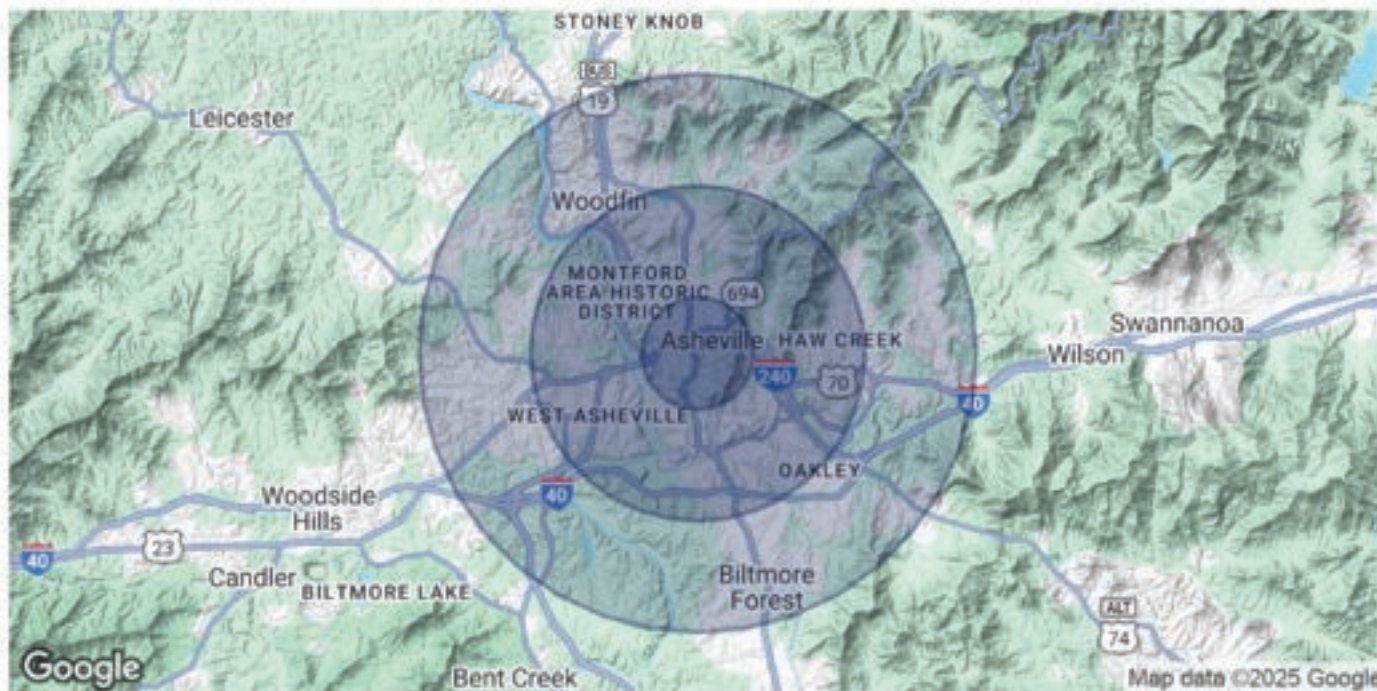 STONEY KNOB
19
Leicester
Woodfin
MONTFORD
AREA HISTORIC
DISTRICT
694
Asheville
HAW CREEK
240
70
Swannanoa
Wilson
40
WEST ASHEVILLE
OAKLEY
40
Woodside
Hills
23
40
Candler
BILTMORE LAKE
Biltmore
Forest
ALT
74
Bent Creek
Google
Map data ©2025 Google